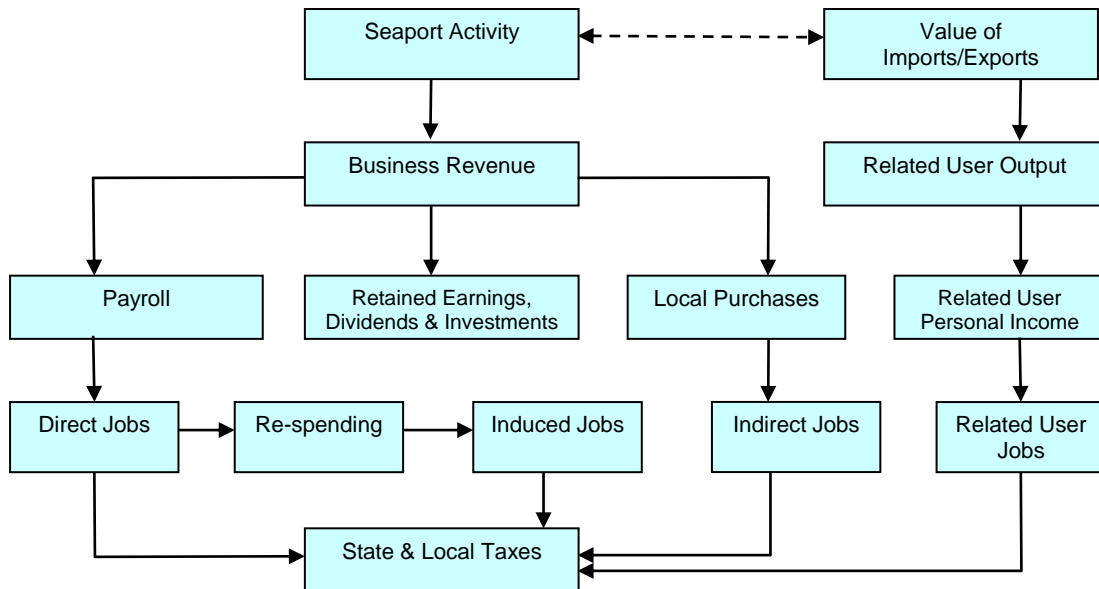 Seaport Activity
Value of
Imports/Exports
Business Revenue
Related User Output
Payroll
Retained Earnings,
Dividends & Investments
Local Purchases
Related User
Personal Income
Direct Jobs
Re-spending
Induced Jobs
Indirect Jobs
Related User
Jobs
State & Local Taxes